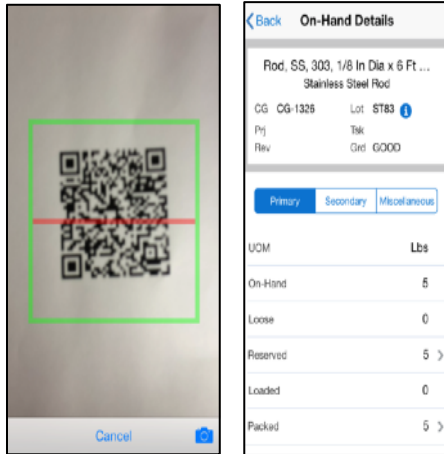 Cancel
Back On-Hand Details
Rod, SS, 303, 1/8 In Dia x 6 Ft ...
Stainless Steel Rod
CG CG-1326 Lot ST83
Prj Tsk
Rev Grd GOOD
Primary Secondary Miscellaneous
UOM Lbs
On-Hand 5
Loose 0
Reserved 5
Loaded 0
Packed 5